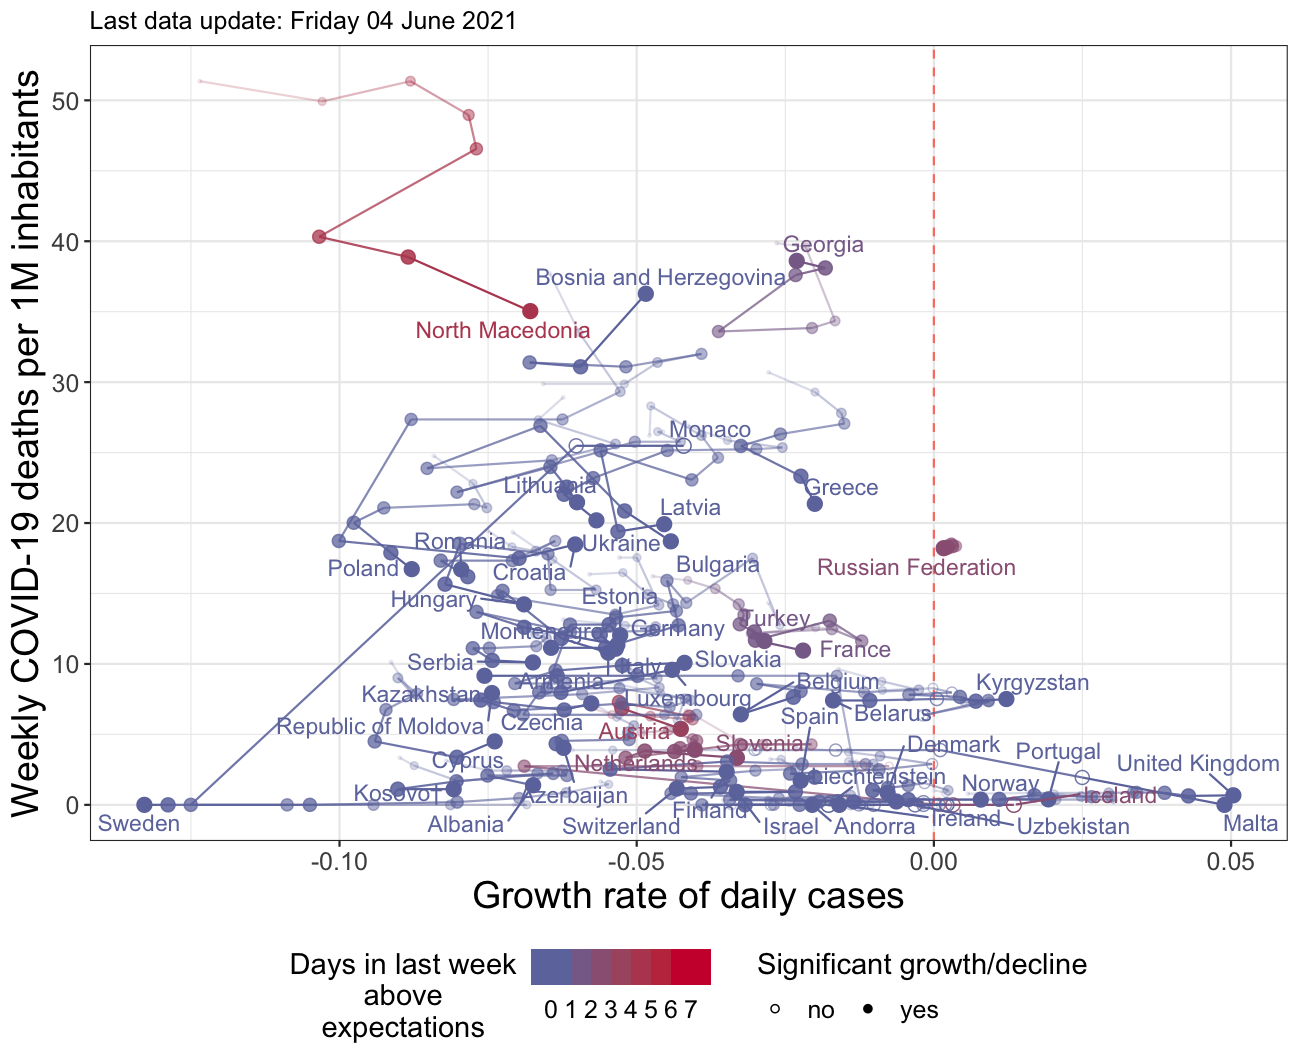 Last data update: Friday 04 June 2021
Weekly COVID-19 deaths per 1M inhabitants
50
40
30
20
10
0
Georgia
Bosnia and Herzegovina
North Macedonia
Monaco
Lithuania
Greece
Latvia
Romania
Ukraine
Poland
Croatia
Bulgaria
Russian Federation
Hungary
Estonia
Turkey
Montenegro
Germany
France
Serbia
Italy
Slovakia
Kazakhstan
Armenia
Luxembourg
Belgium
Kyrgyzstan
Republic of Moldova
Czechia
Spain
Belarus
Austria
Slovenia
Denmark
Portugal
Cyprus
Netherlands
Liechtenstein
Norway
United Kingdom
Kosovo
Azerbaijan
Iceland
Sweden
Albania
Switzerland
Finland
Israel
Andorra
Ireland
Uzbekistan
Malta
-0.10
-0.05
0.00
0.05
Growth rate of daily cases
Days in last week
above
expectations
0 1 2 3 4 5 6 7
Significant growth/decline
no
yes